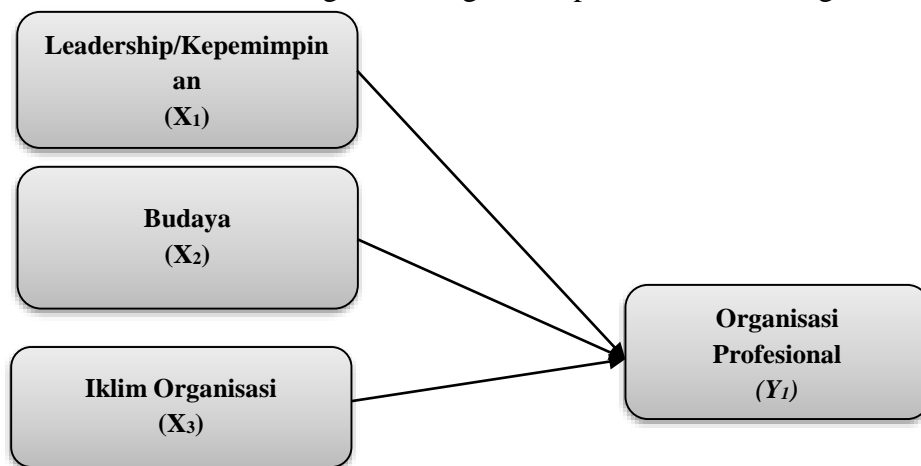 Leadership/Kepemimpin
an
(X₁)
Budaya
(X₂)
Iklim Organisasi
(X₃)
Organisasi
Profesional
(Y₁)